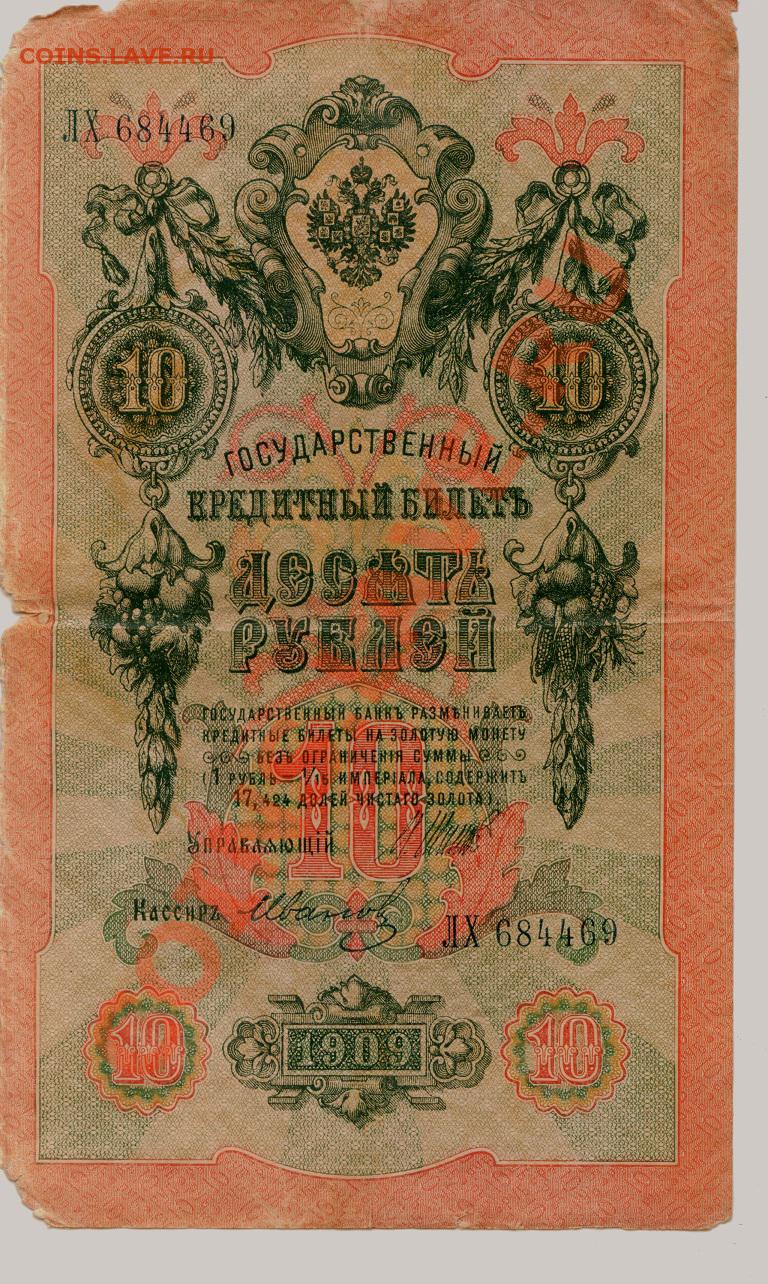 COINS.LAVE.RU
ЛХ 684469
10 10
ГОСУДАРСТВЕННЫЙ
КРЕДИТНЫЙ БИЛЕТЪ
ДЕСЯТЬ
РУБЛЕЙ
ГОСУДАРСТВЕННЫЙ БАНКЪ РАЗМѢНИВАЕТЪ
КРЕДИТНЫЕ БИЛЕТЫ НА ЗОЛОТУЮ МОНЕТУ
БЕЗЪ ОГРАНИЧЕНІЯ СУММЫ
(1 РУБЛЬ = 1/15 ИМПЕРІАЛА, СОДЕРЖИТЪ
17,424 ДОЛЕЙ ЧИСТАГО ЗОЛОТА).
10
УПРАВЛЯЮЩІЙ
КАССИРЪ Иванов
ЛХ 684469
10 1909 10